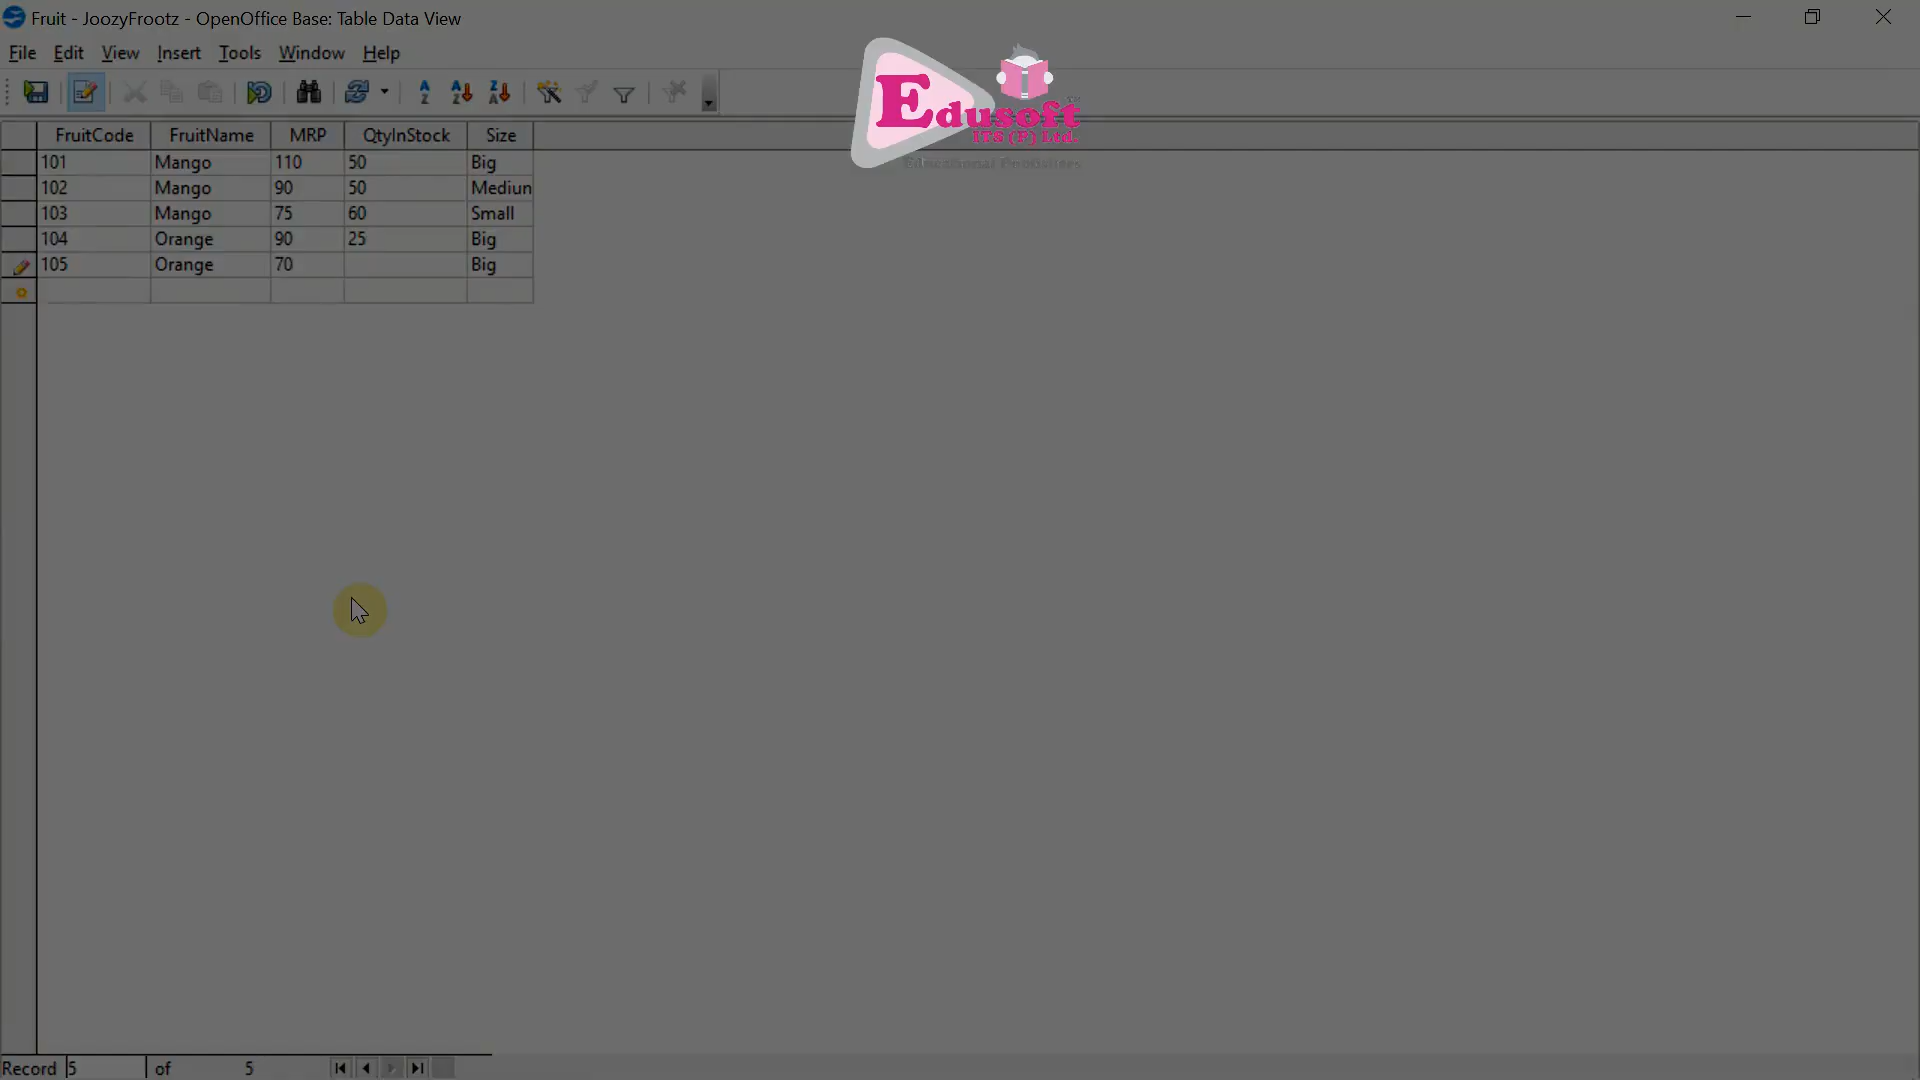 Fruit - JoozyFrootz - OpenOffice Base: Table Data View
File Edit View Insert Tools Window Help
Edusoft
ITS (P) Ltd.
FruitCode FruitName MRP QtyInStock Size
101 Mango 110 50 Big
102 Mango 90 50 Mediun
103 Mango 75 60 Small
104 Orange 90 25 Big
105 Orange 70 Big
Record 5 of 5